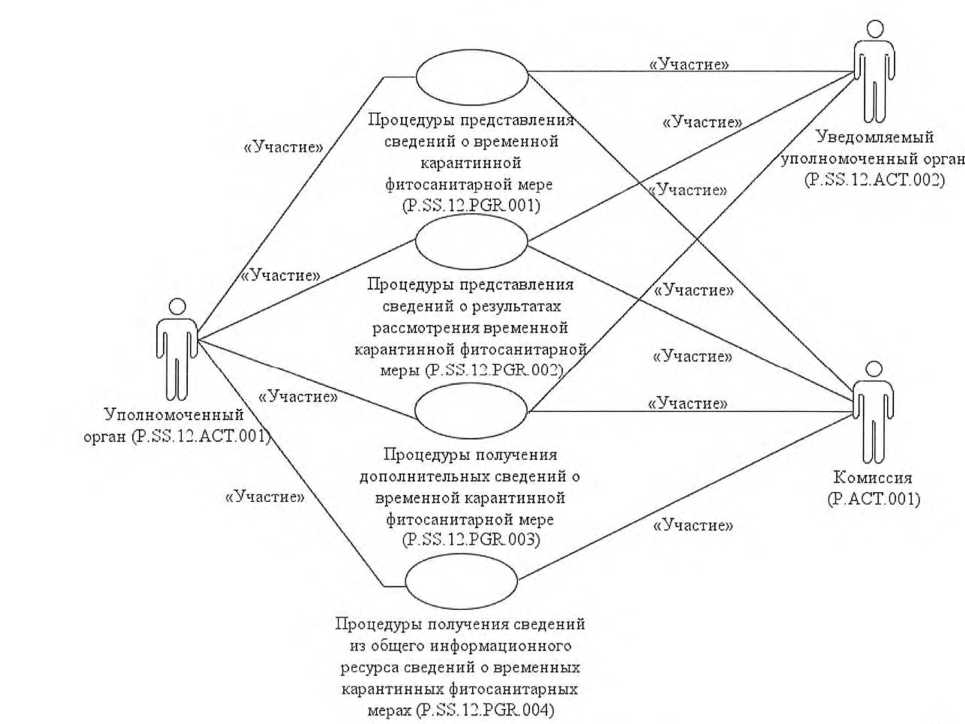 «Участие»
«Участие»
Процедуры представления
сведений о временной
карантинной
фитосанитарной мере
(P.SS.12.PGR.001)
«Участие»
Уведомляемый
уполномоченный орган
(P.SS.12.ACT.002)
«Участие»
«Участие»
Процедуры представления
сведений о результатах
рассмотрения временной
карантинной фитосанитарной
меры (P.SS.12.PGR.002)
«Участие»
«Участие»
«Участие»
«Участие»
Уполномоченный
орган (P.SS.12.ACT.001)
Процедуры получения
дополнительных сведений о
временной карантинной
фитосанитарной мере
(P.SS.12.PGR.003)
Комиссия
(P.ACT.001)
«Участие»
«Участие»
Процедуры получения сведений
из общего информационного
ресурса сведений о временных
карантинных фитосанитарных
мерах (P.SS.12.PGR.004)